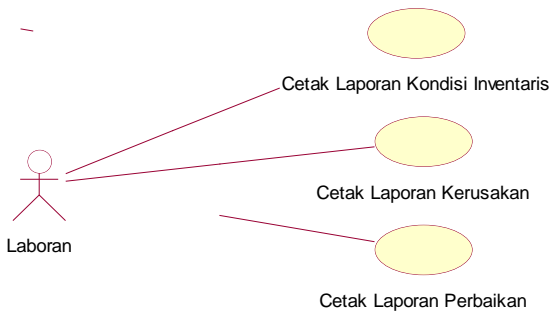 Cetak Laporan Kondisi Inventaris
Cetak Laporan Kerusakan
Laboran
Cetak Laporan Perbaikan